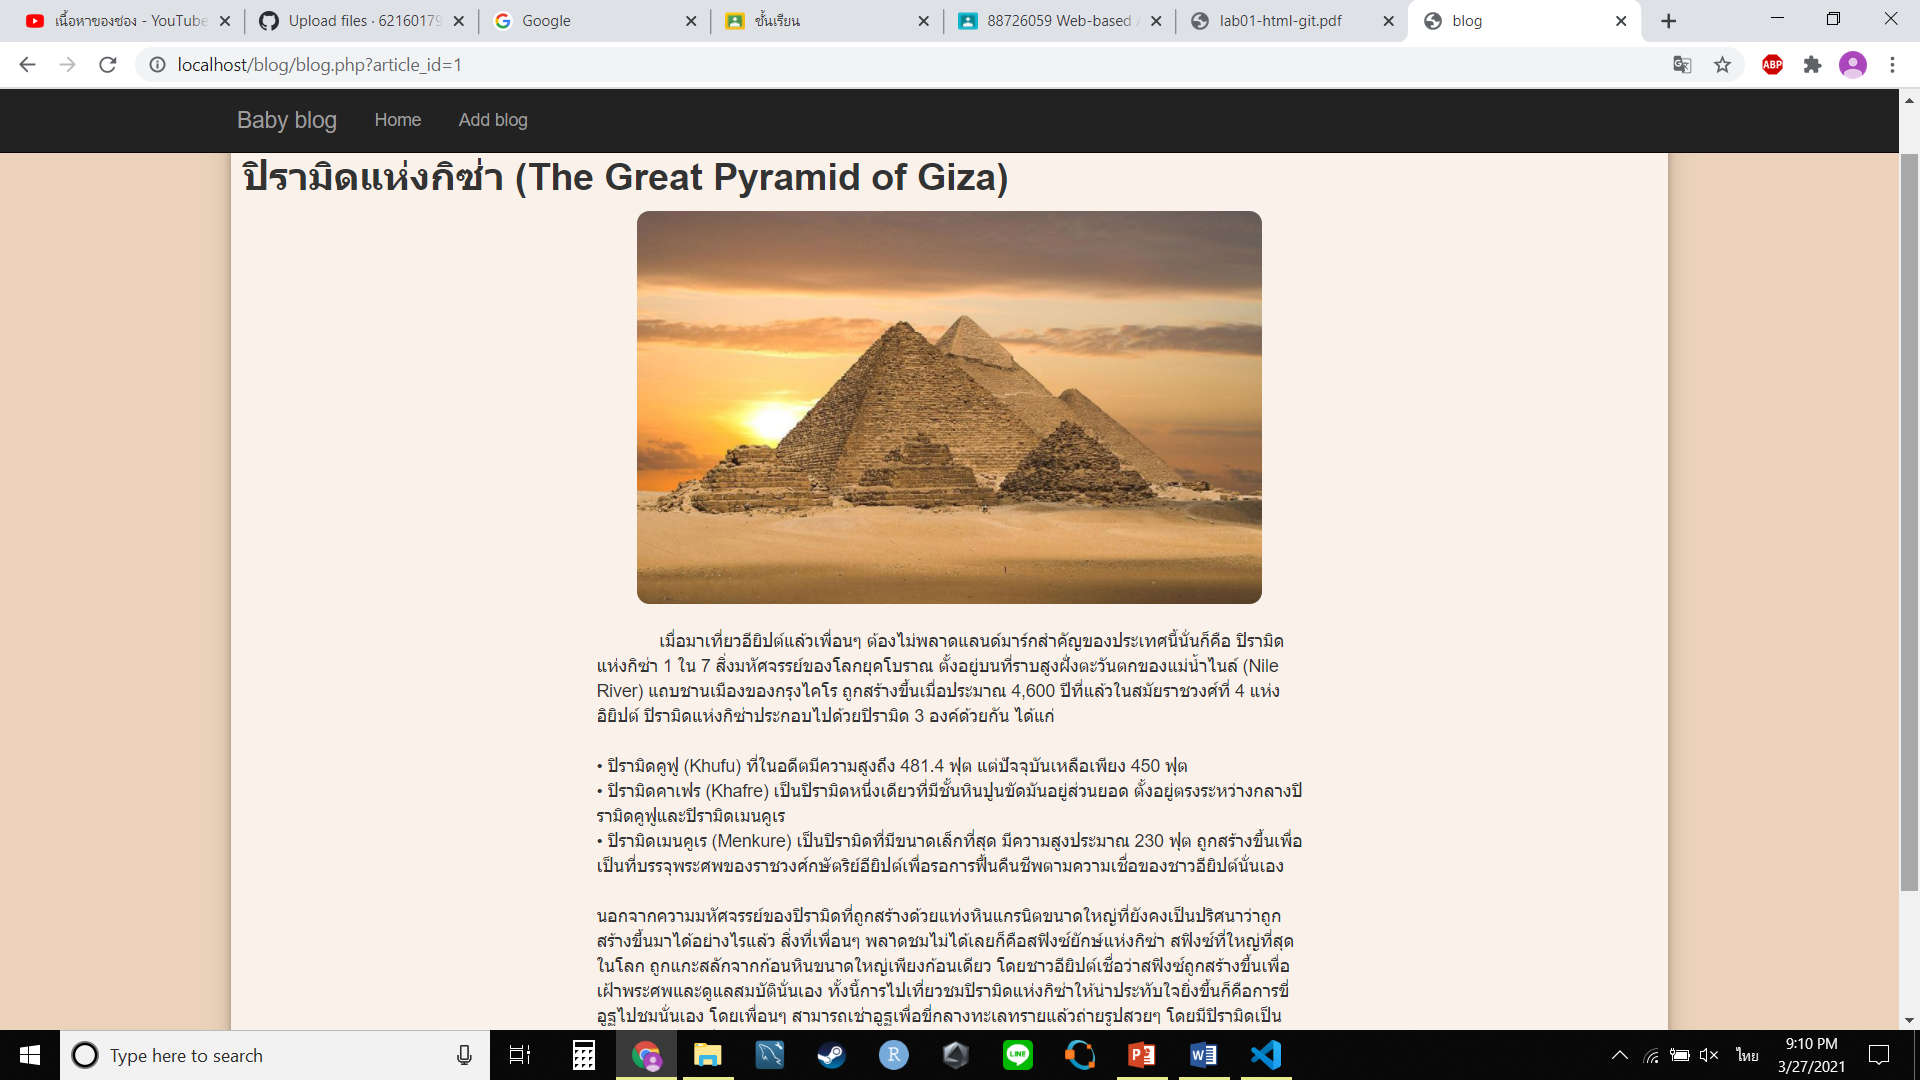 เนื้อหาของช่อง - YouTube
Upload files · 62160179
Google
ชั้นเรียน
88726059 Web-based A
lab01-html-git.pdf
blog
localhost/blog/blog.php?article_id=1
ABP
Baby blog
Home
Add blog
ปิรามิดแห่งกิซ่า (The Great Pyramid of Giza)
เมื่อมาเที่ยวอียิปต์แล้วเพื่อนๆ ต้องไม่พลาดแลนด์มาร์กสำคัญของประเทศนี้นั่นก็คือ ปิรามิด
แห่งกิซ่า 1 ใน 7 สิ่งมหัศจรรย์ของโลกยุคโบราณ ตั้งอยู่บนที่ราบสูงฝั่งตะวันตกของแม่น้ำไนล์ (Nile
River) แถบชานเมืองของกรุงไคโร ถูกสร้างขึ้นเมื่อประมาณ 4,600 ปีที่แล้วในสมัยราชวงศ์ที่ 4 แห่ง
อิยิปต์ ปิรามิดแห่งกิซ่าประกอบไปด้วยปิรามิด 3 องค์ด้วยกัน ได้แก่
• ปิรามิดคูฟู (Khufu) ที่ในอดีตมีความสูงถึง 481.4 ฟุต แต่ปัจจุบันเหลือเพียง 450 ฟุต
• ปิรามิดคาเฟร (Khafre) เป็นปิรามิดหนึ่งเดียวที่มีชั้นหินปูนขัดมันอยู่ส่วนยอด ตั้งอยู่ตรงระหว่างกลางปิ
รามิดคูฟูและปิรามิดเมนคูเร
• ปิรามิดเมนคูเร (Menkure) เป็นปิรามิดที่มีขนาดเล็กที่สุด มีความสูงประมาณ 230 ฟุต ถูกสร้างขึ้นเพื่อ
เป็นที่บรรจุพระศพของราชวงศ์กษัตริย์อียิปต์เพื่อรอการฟื้นคืนชีพตามความเชื่อของชาวอียิปต์นั่นเอง
นอกจากความมหัศจรรย์ของปิรามิดที่ถูกสร้างด้วยแท่งหินแกรนิตขนาดใหญ่ที่ยังคงเป็นปริศนาว่าถูก
สร้างขึ้นมาได้อย่างไรแล้ว สิ่งที่เพื่อนๆ พลาดชมไม่ได้เลยก็คือสฟิงซ์ยักษ์แห่งกิซ่า สฟิงซ์ที่ใหญ่ที่สุด
ในโลก ถูกแกะสลักจากก้อนหินขนาดใหญ่เพียงก้อนเดียว โดยชาวอียิปต์เชื่อว่าสฟิงซ์ถูกสร้างขึ้นเพื่อ
เฝ้าพระศพและดูแลสมบัตินั่นเอง ทั้งนี้การไปเที่ยวชมปิรามิดแห่งกิซ่าให้น่าประทับใจยิ่งขึ้นก็คือการขี่
อูฐไปชมนั่นเอง โดยเพื่อนๆ สามารถเช่าอูฐเพื่อขี่กลางทะเลทรายแล้วถ่ายรูปสวยๆ โดยมีปิรามิดเป็น
Type here to search
R
LINE
ไทย
9:10 PM
3/27/2021